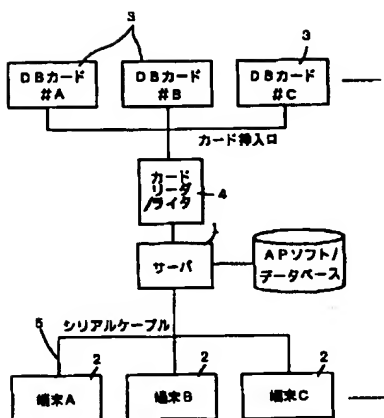 3
3
DBカード
#A
DBカード
#B
DBカード
#C
カード挿入口
カード
リーダ
/ライタ
4
1
サーバ
APソフト/
データベース
シリアルケーブル
5
2
2
2
端末A
端末B
端末C